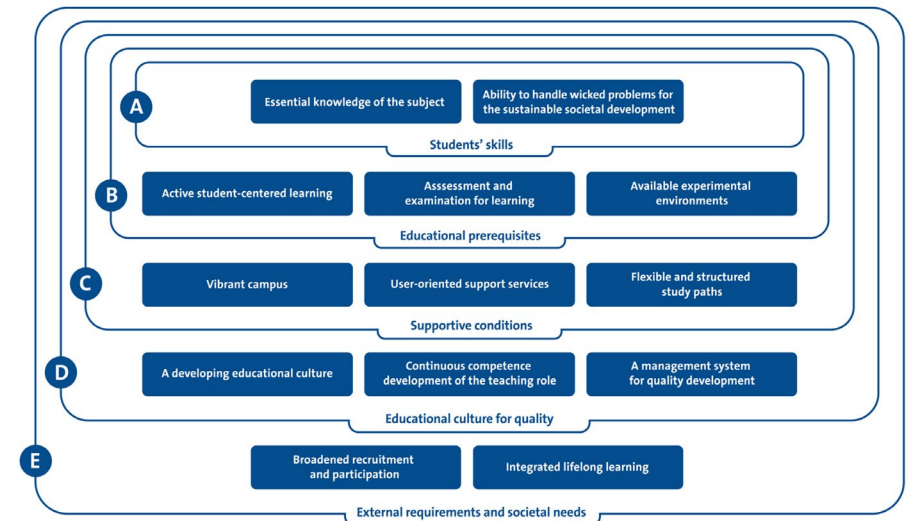 A
Essential knowledge of the subject
Ability to handle wicked problems for
the sustainable societal development
Students’ skills
B
Active student-centered learning
Asssessment and
examination for learning
Available experimental
environments
Educational prerequisites
C
Vibrant campus
User-oriented support services
Flexible and structured
study paths
Supportive conditions
D
A developing educational culture
Continuous competence
development of the teaching role
A management system
for quality development
Educational culture for quality
E
Broadened recruitment
and participation
Integrated lifelong learning
External requirements and societal needs